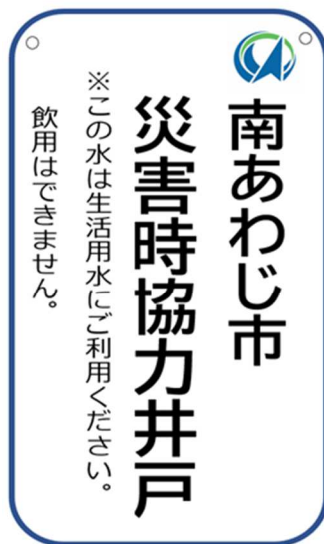 南あわじ市
災害時協力井戸
※この水は生活用水にご利用ください。
飲用はできません。